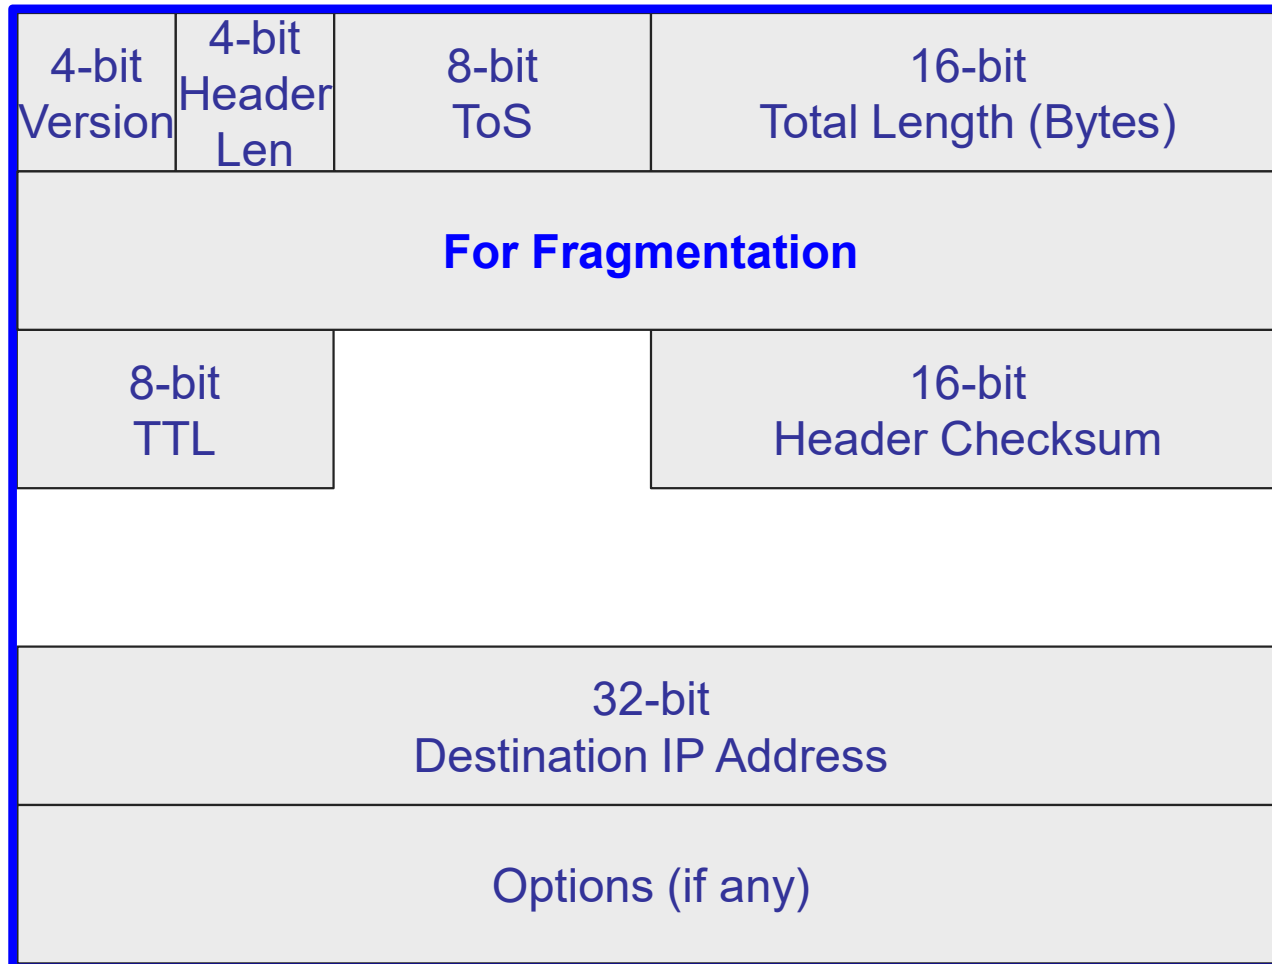 4-bit
Version
4-bit
Header
Len
8-bit
ToS
16-bit
Total Length (Bytes)
For Fragmentation
8-bit
TTL
16-bit
Header Checksum
32-bit
Destination IP Address
Options (if any)